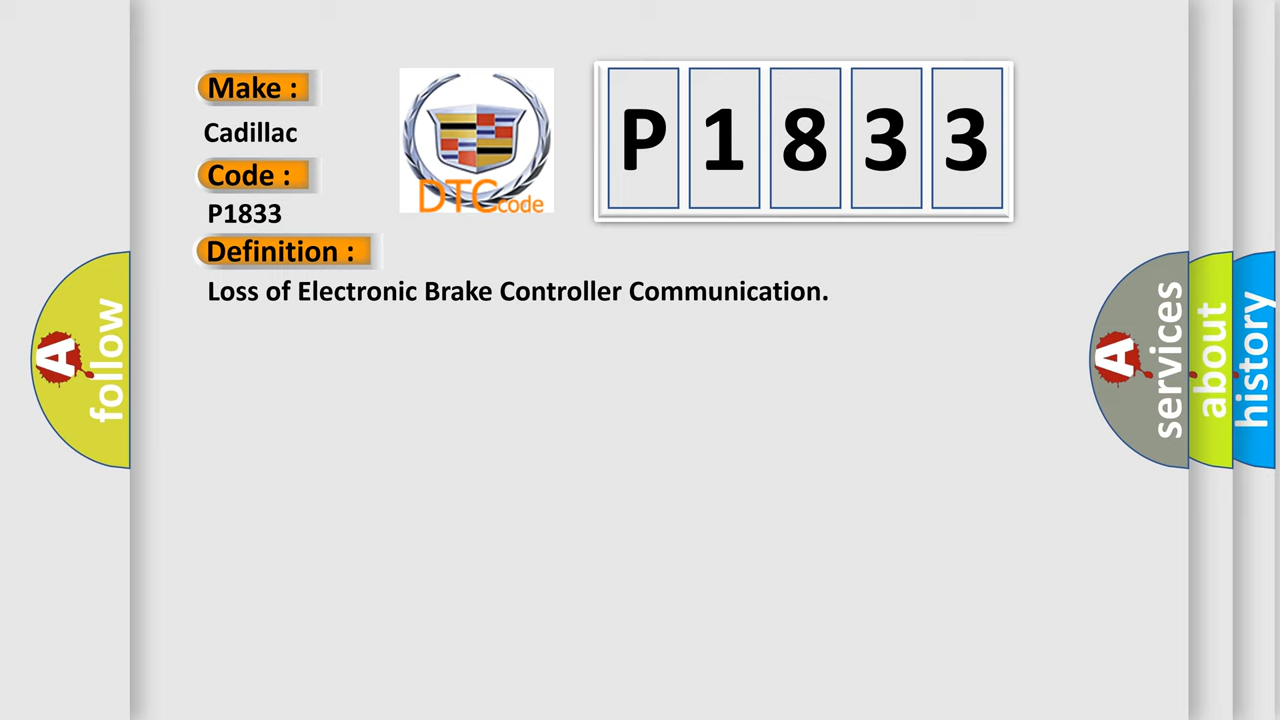 Make :
Cadillac
Code :
P1833
Definition :
Loss of Electronic Brake Controller Communication.
DTC code
P 1 8 3 3
A follow
A services
about
history